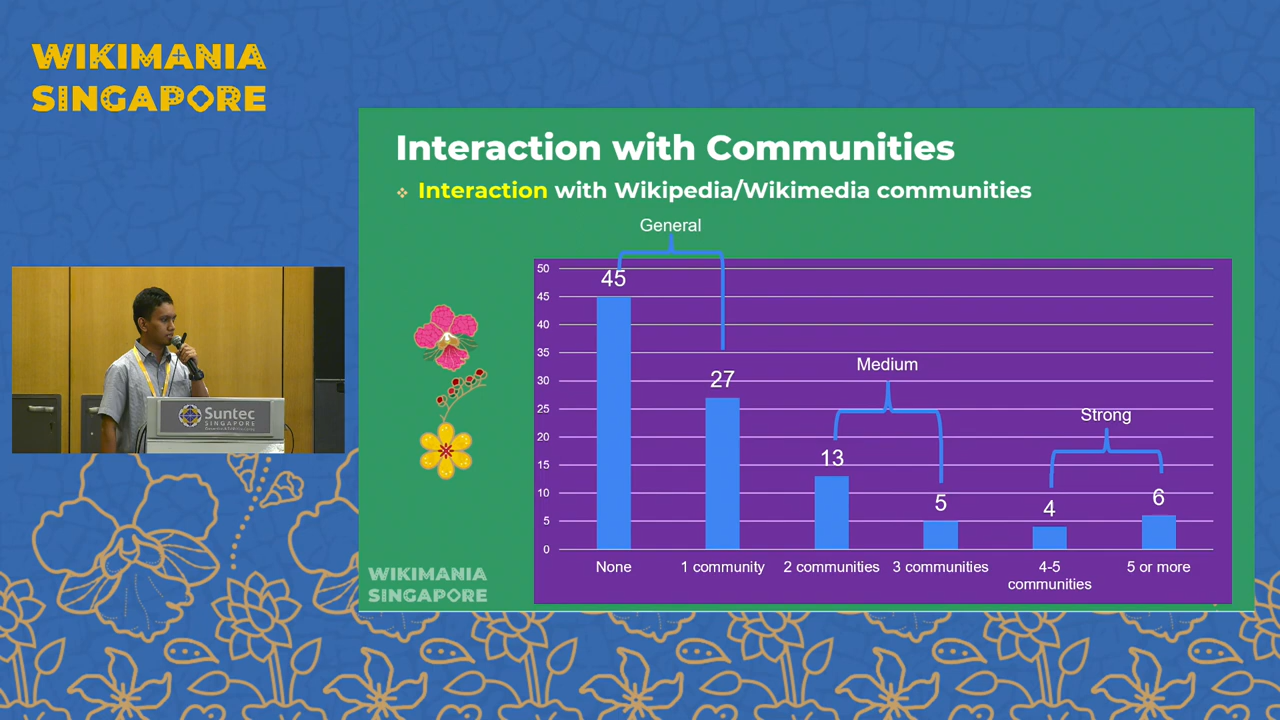 WIKIMANIA
SINGAPORE
Interaction with Communities
Interaction with Wikipedia/Wikimedia communities
General
Medium
Strong
50
45
40
35
30
25
20
15
10
5
0
45
27
13
5
4
6
None
1 community
2 communities
3 communities
4-5
communities
5 or more
WIKIMANIA
SINGAPORE
Suntec
SINGAPORE